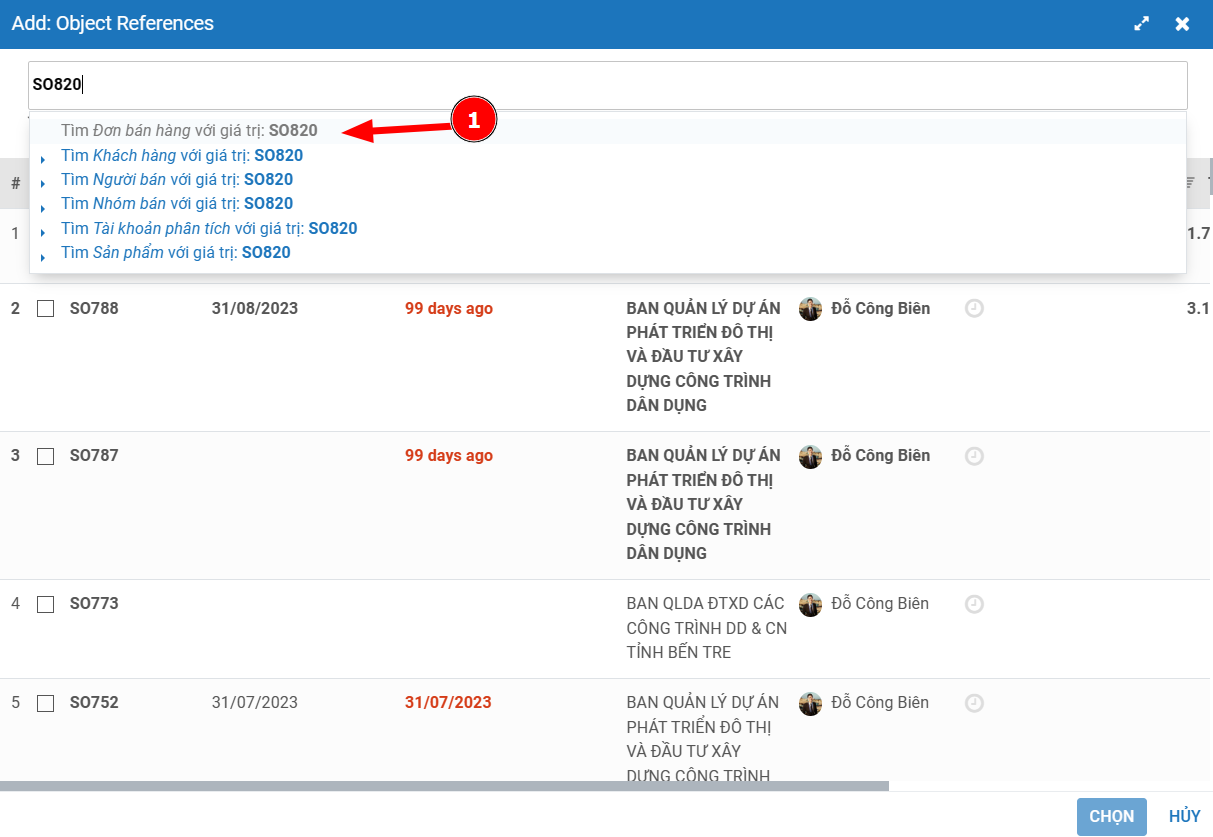 Add: Object References
SO820
Tìm Đơn bán hàng với giá trị: SO820
1
Tìm Khách hàng với giá trị: SO820
Tìm Người bán với giá trị: SO820
Tìm Nhóm bán với giá trị: SO820
Tìm Tài khoản phân tích với giá trị: SO820
Tìm Sản phẩm với giá trị: SO820
#
1
1.7
2 SO788 31/08/2023 99 days ago BAN QUẢN LÝ DỰ ÁN Đỗ Công Biên 3.1
PHÁT TRIỂN ĐÔ THỊ
VÀ ĐẦU TƯ XÂY
DỰNG CÔNG TRÌNH
DÂN DỤNG
3 SO787 99 days ago BAN QUẢN LÝ DỰ ÁN Đỗ Công Biên
PHÁT TRIỂN ĐÔ THỊ
VÀ ĐẦU TƯ XÂY
DỰNG CÔNG TRÌNH
DÂN DỤNG
4 SO773 BAN QLDA ĐTXD CÁC Đỗ Công Biên
CÔNG TRÌNH DD & CN
TỈNH BẾN TRE
5 SO752 31/07/2023 31/07/2023 BAN QUẢN LÝ DỰ ÁN Đỗ Công Biên
PHÁT TRIỂN ĐÔ THỊ
VÀ ĐẦU TƯ XÂY
DỰNG CÔNG TRÌNH
CHỌN HỦY